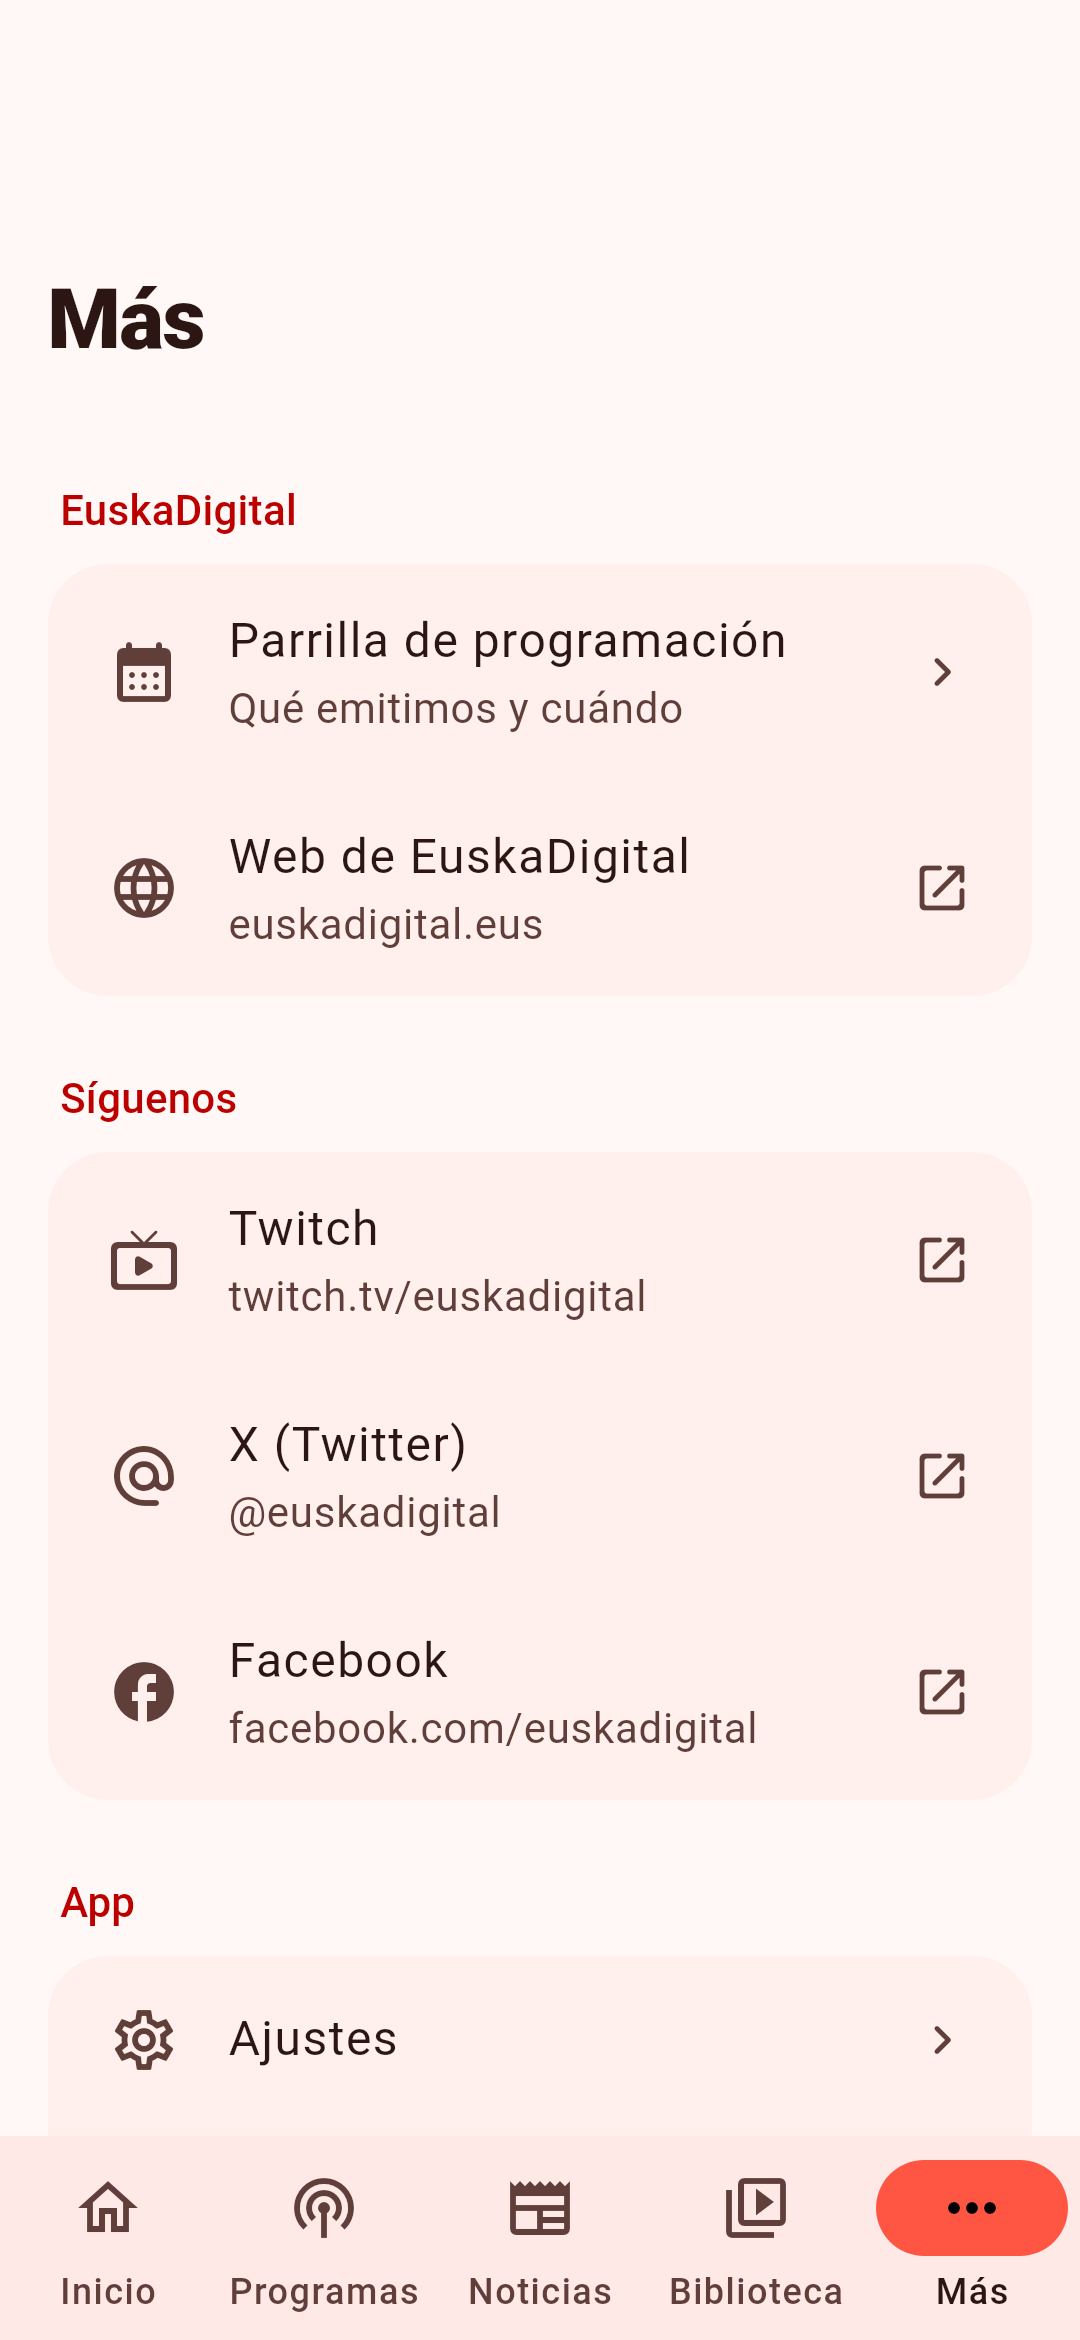 Más
EuskaDigital
Parrilla de programación
Qué emitimos y cuándo
Web de EuskaDigital
euskadigital.eus
Síguenos
Twitch
twitch.tv/euskadigital
X (Twitter)
@euskadigital
Facebook
facebook.com/euskadigital
App
Ajustes
Inicio
Programas
Noticias
Biblioteca
Más